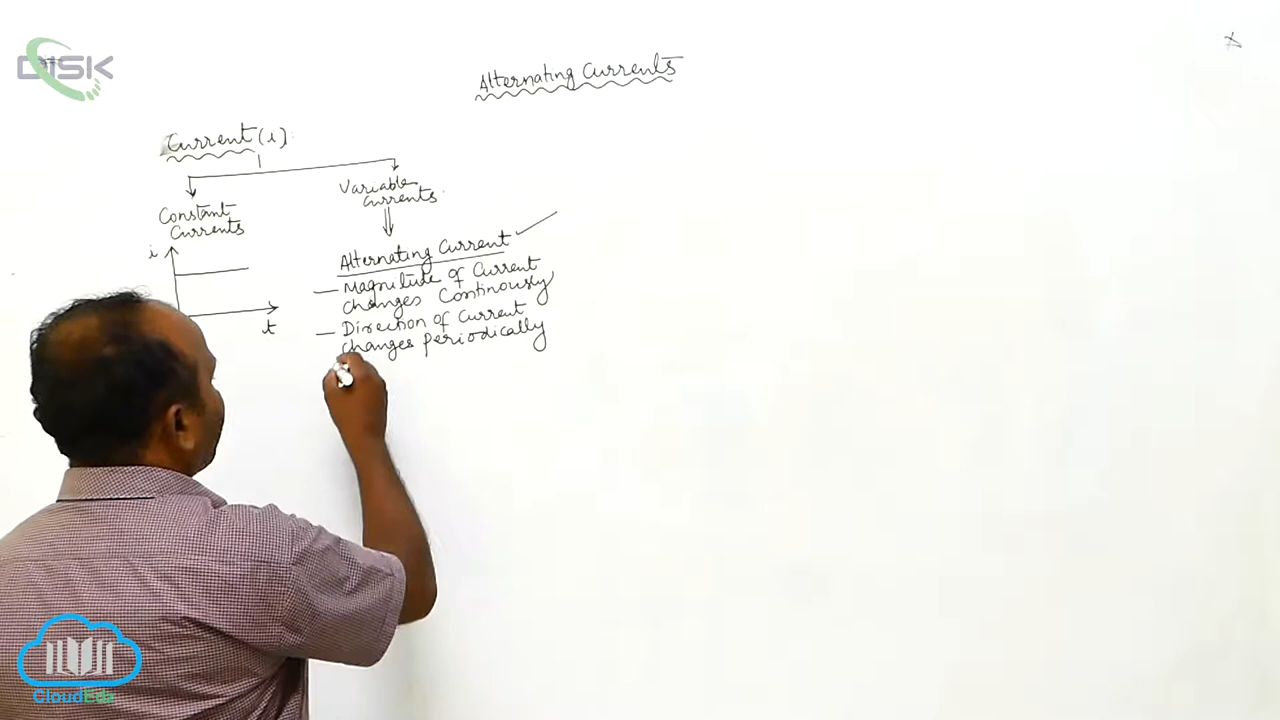 DISK
Alternating Currents
Current (i)
Constant
Currents
Variable
Currents
i
t
Alternating Current
— Magnitude of Current
changes Continously
— Direction of Current
changes periodically
CloudEdz